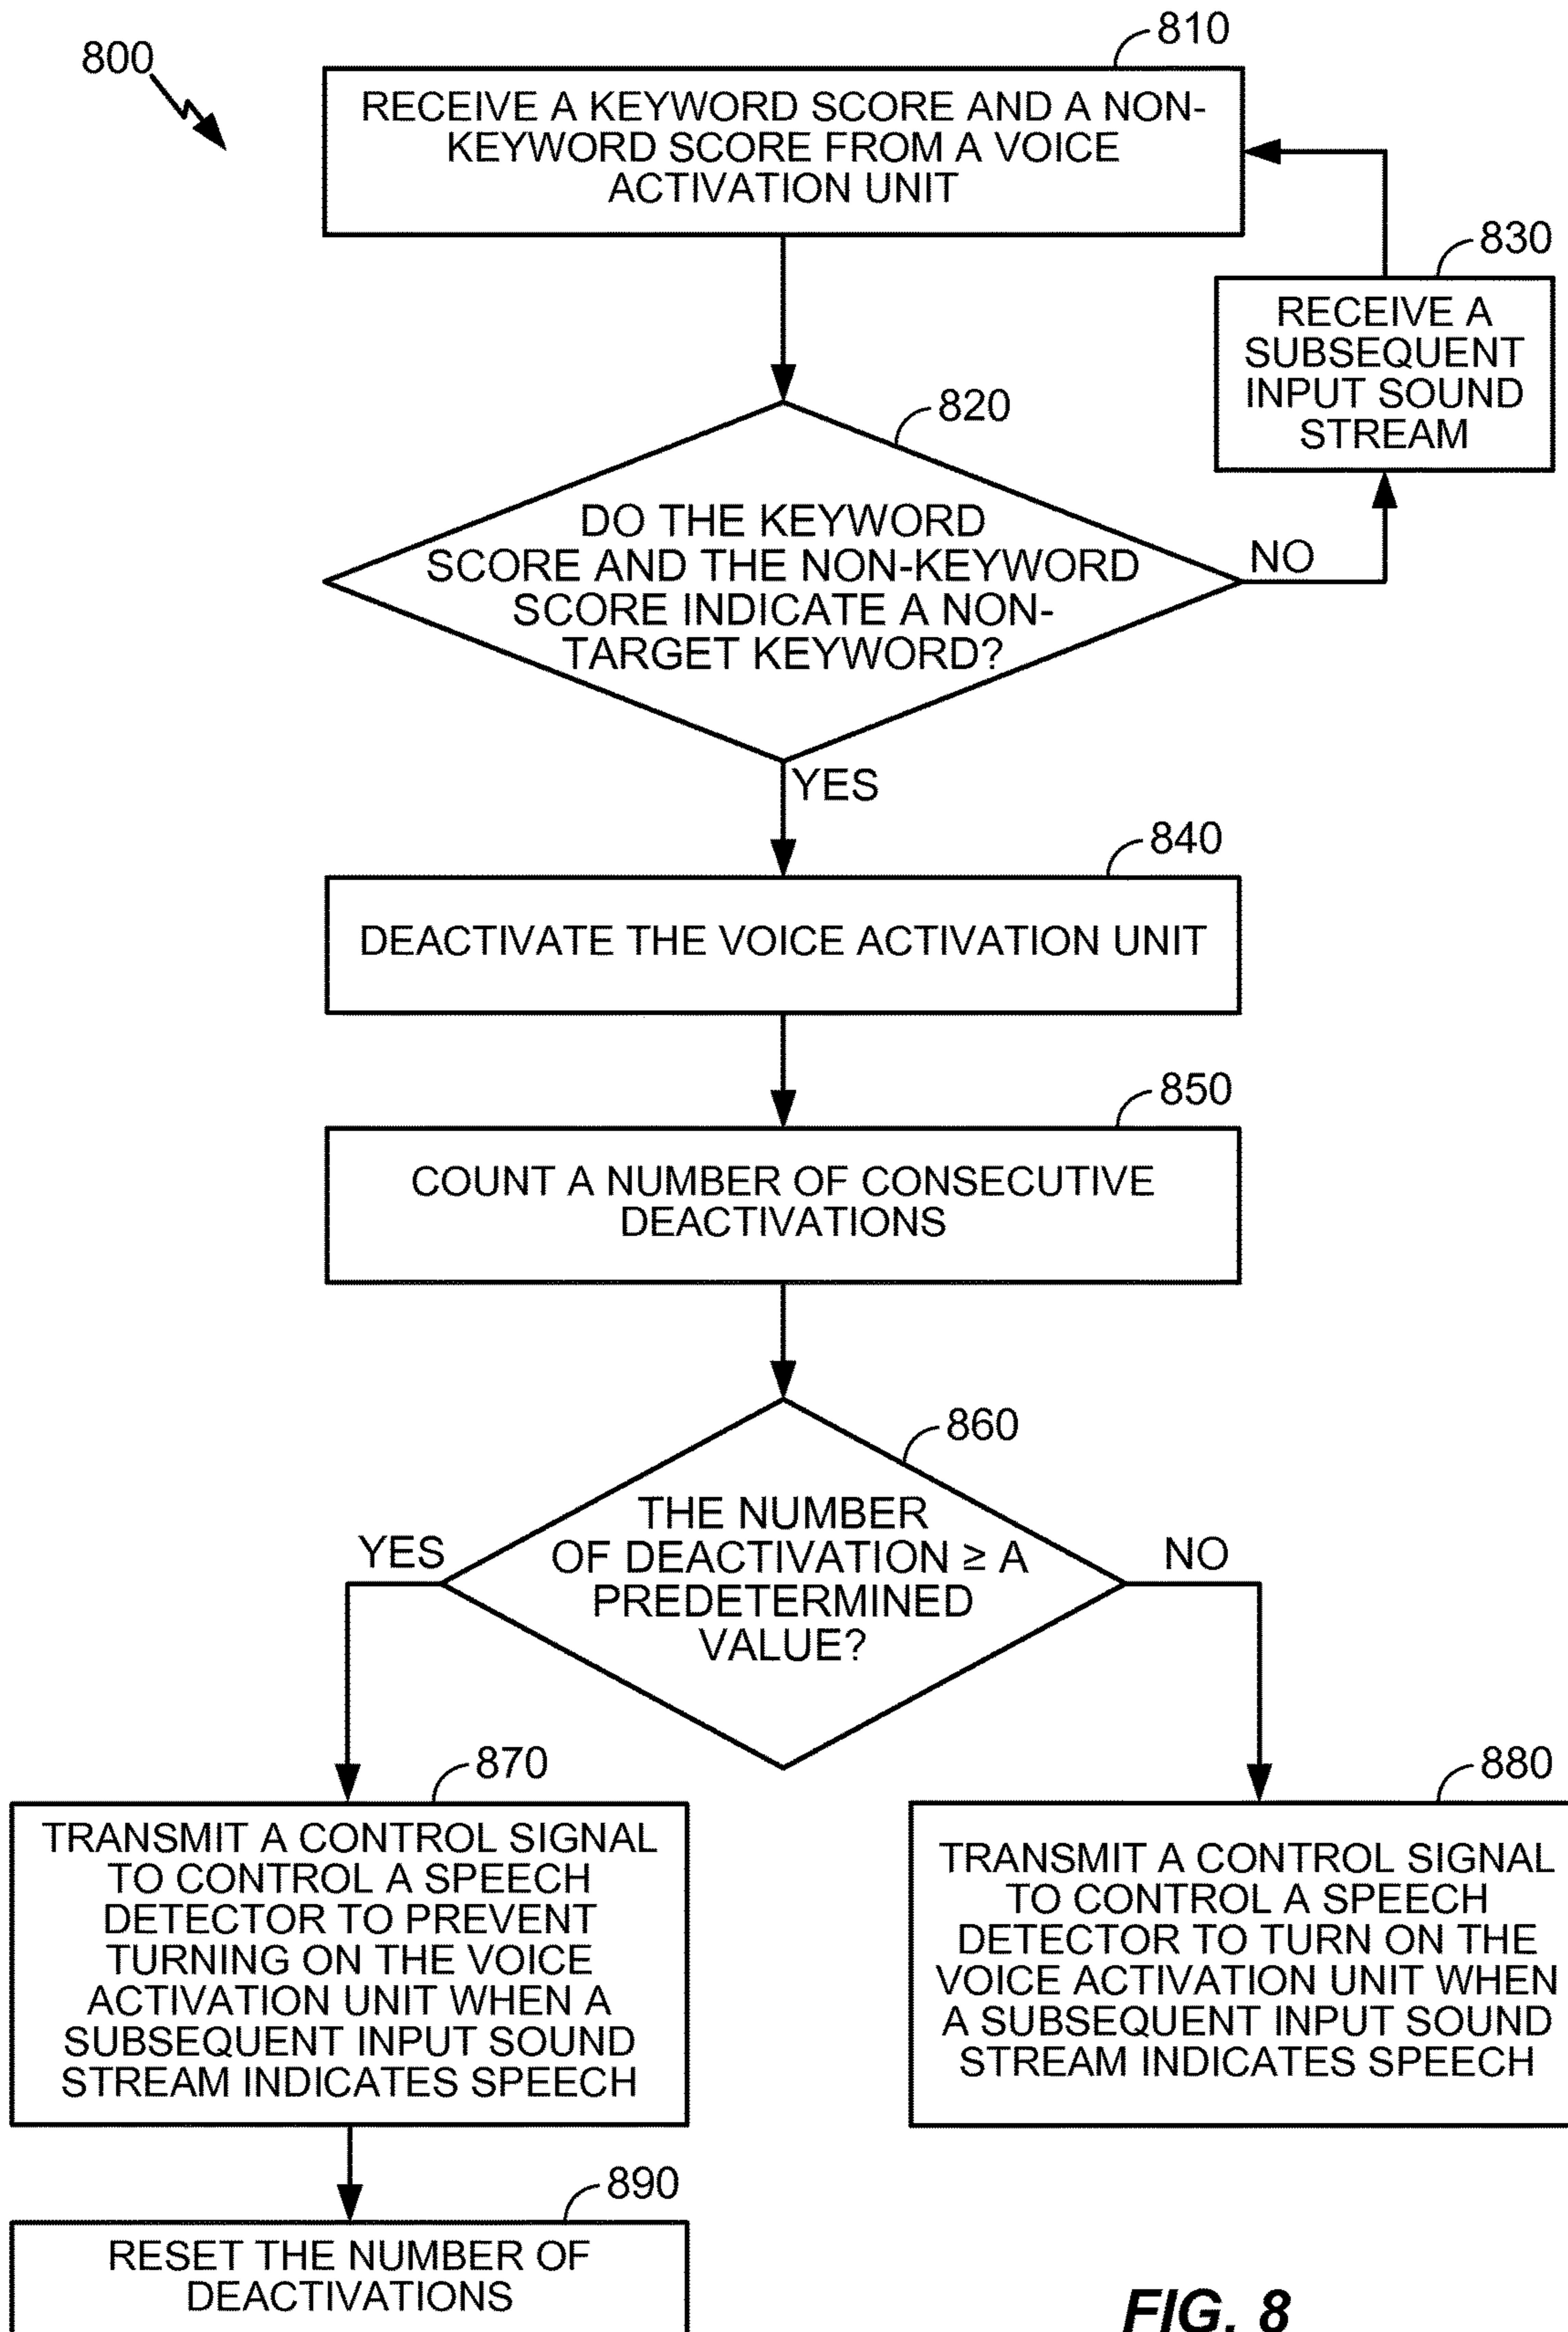 800
810
RECEIVE A KEYWORD SCORE AND A NON-
KEYWORD SCORE FROM A VOICE
ACTIVATION UNIT
830
RECEIVE A
SUBSEQUENT
INPUT SOUND
STREAM
820
DO THE KEYWORD
SCORE AND THE NON-KEYWORD
SCORE INDICATE A NON-
TARGET KEYWORD?
NO
YES
840
DEACTIVATE THE VOICE ACTIVATION UNIT
850
COUNT A NUMBER OF CONSECUTIVE
DEACTIVATIONS
860
THE NUMBER
OF DEACTIVATION ≥ A
PREDETERMINED
VALUE?
YES
NO
870
TRANSMIT A CONTROL SIGNAL
TO CONTROL A SPEECH
DETECTOR TO PREVENT
TURNING ON THE VOICE
ACTIVATION UNIT WHEN A
SUBSEQUENT INPUT SOUND
STREAM INDICATES SPEECH
880
TRANSMIT A CONTROL SIGNAL
TO CONTROL A SPEECH
DETECTOR TO TURN ON THE
VOICE ACTIVATION UNIT WHEN
A SUBSEQUENT INPUT SOUND
STREAM INDICATES SPEECH
890
RESET THE NUMBER OF
DEACTIVATIONS
FIG. 8